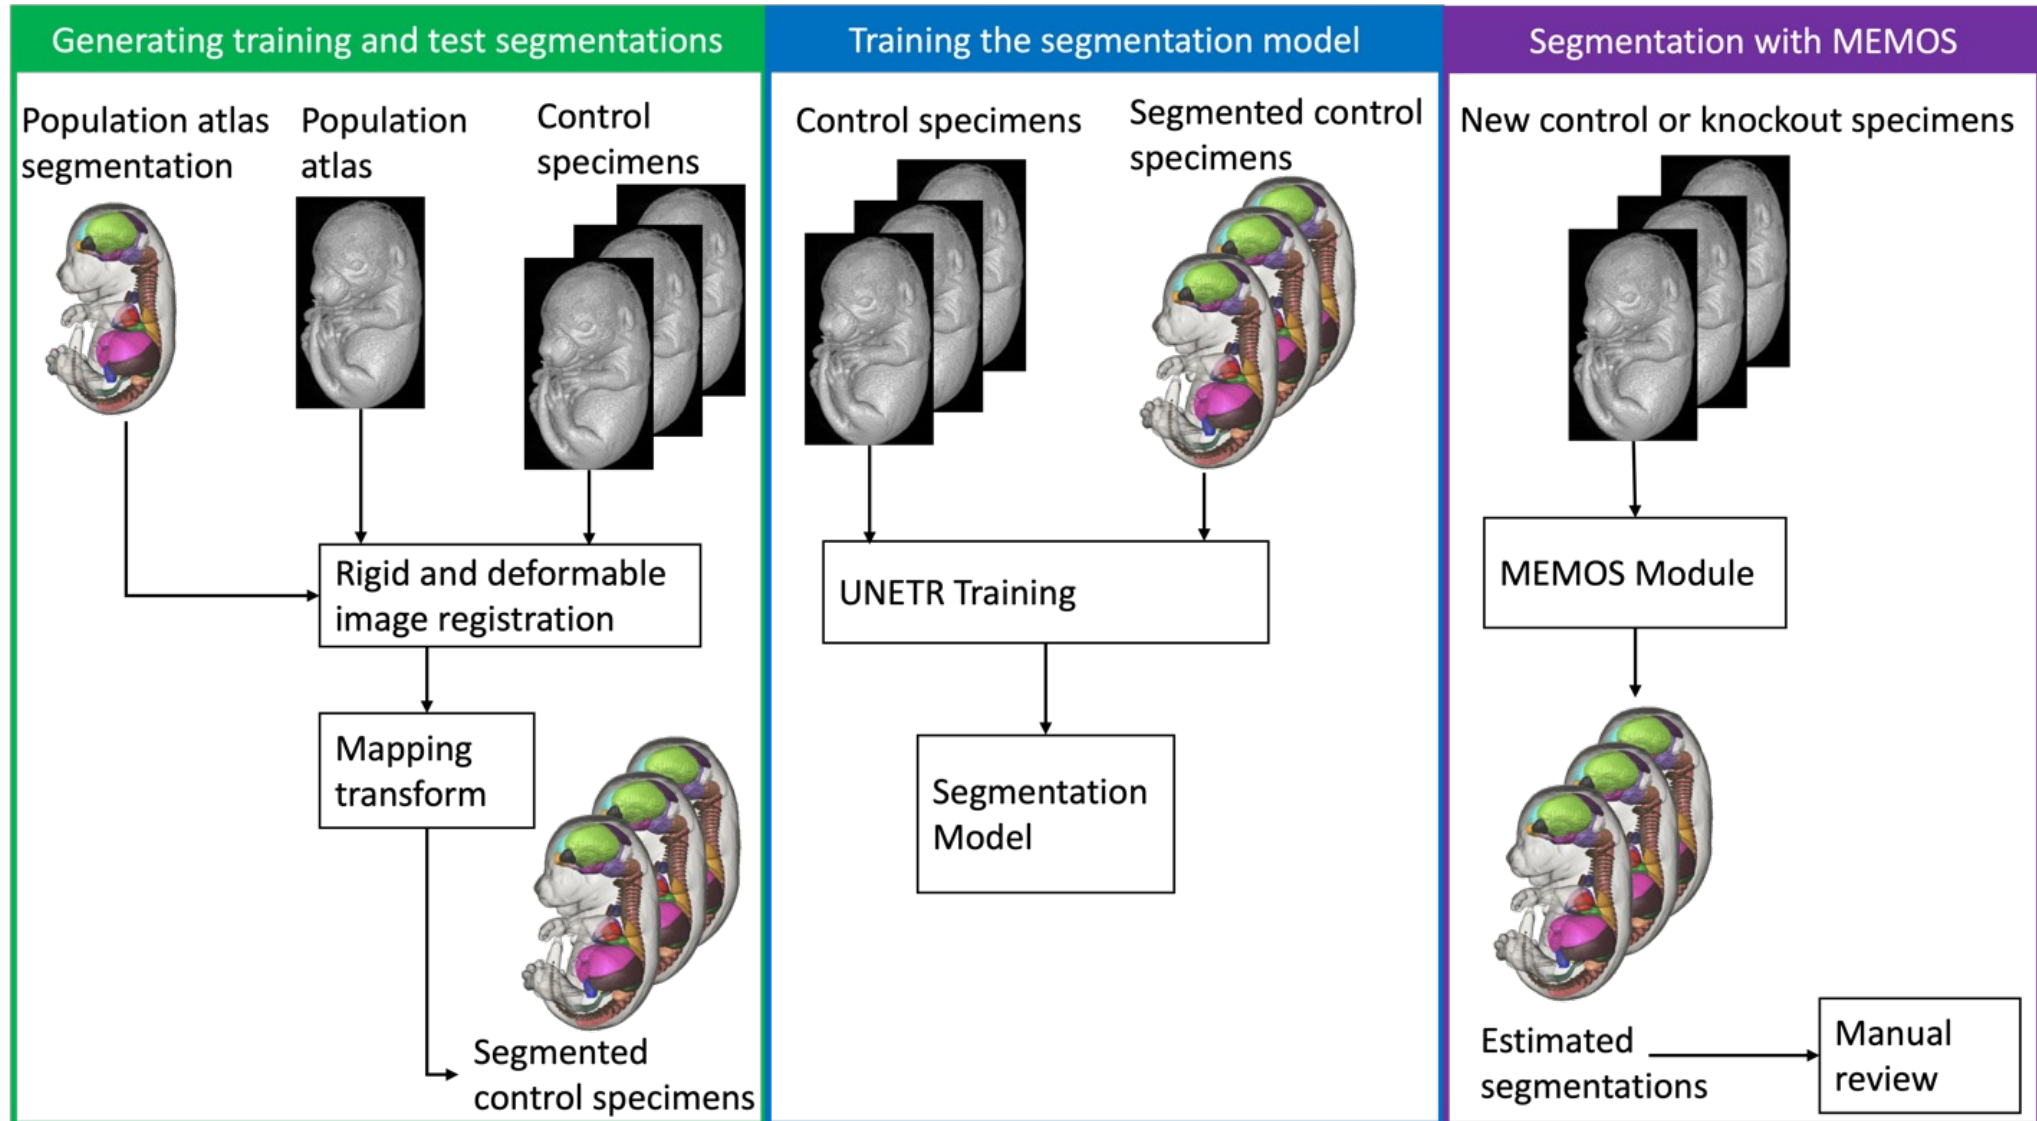 Generating training and test segmentations
Population atlas
segmentation
Population
atlas
Control
specimens
Rigid and deformable
image registration
Mapping
transform
Segmented
control specimens
Training the segmentation model
Control specimens
Segmented control
specimens
UNETR Training
Segmentation
Model
Segmentation with MEMOS
New control or knockout specimens
MEMOS Module
Estimated
segmentations
Manual
review